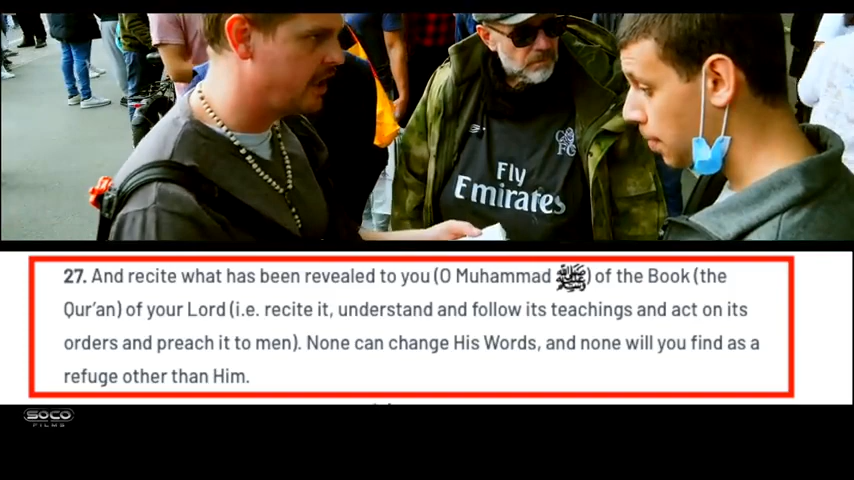 CG
FC
Fly
Emirates
27. And recite what has been revealed to you (O Muhammad ﷺ) of the Book (the
Qur’an) of your Lord (i.e. recite it, understand and follow its teachings and act on its
orders and preach it to men). None can change His Words, and none will you find as a
refuge other than Him.
SOCO
FILMS